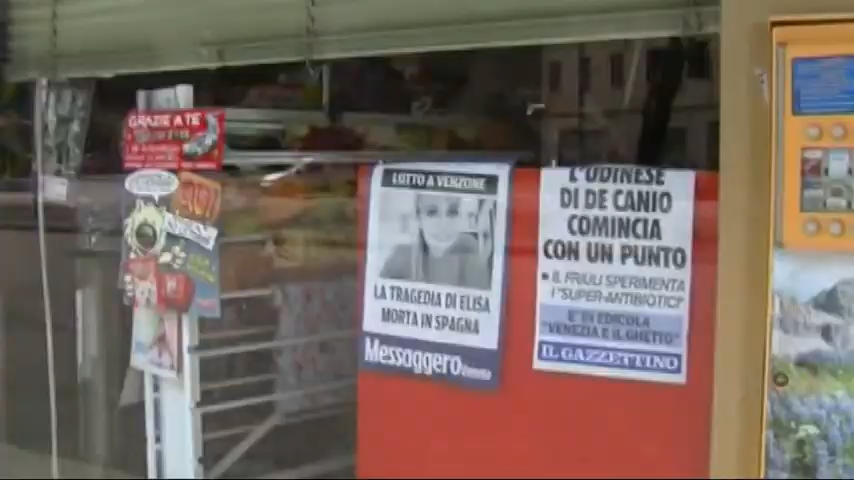 GRAZIE A TE
LUTTO A VENZONE
LA TRAGEDIA DI ELISA
MORTA IN SPAGNA
Messaggero Veneto
L'UDINESE
DI DE CANIO
COMINCIA
CON UN PUNTO
• IL FRIULI SPERIMENTA
I "SUPER-ANTIBIOTICI"
E' IN EDICOLA
"VENEZIA E IL GHETTO"
IL GAZZETTINO